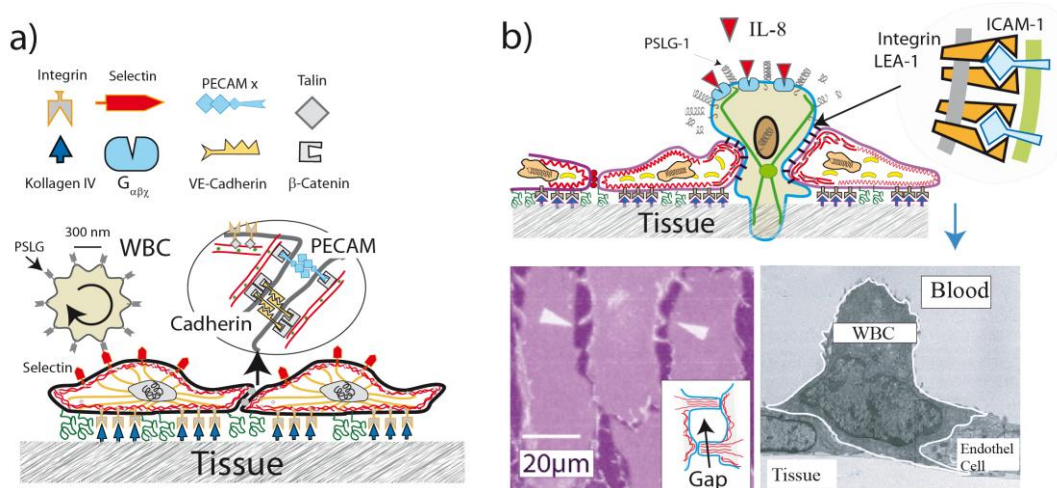 a)
Integrin
Selectin
PECAM x
Talin
Kollagen IV
Gαβχ
VE-Cadherin
β-Catenin
PSLG
300 nm
WBC
PECAM
Cadherin
Selectin
Tissue
b)
IL-8
PSLG-1
Integrin
LEA-1
ICAM-1
Tissue
20μm
Gap
Blood
WBC
Endothel
Cell
Tissue